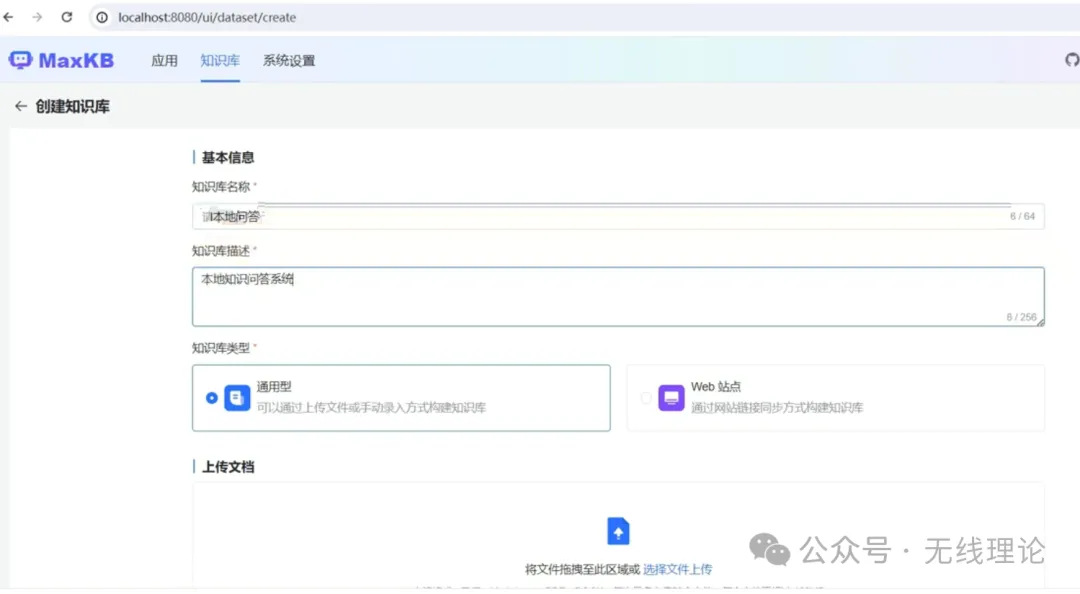 localhost:8080/ui/dataset/create
MaxKB 应用 知识库 系统设置
← 创建知识库
基本信息
知识库名称 *
本地问答 6 / 64
知识库描述 *
本地知识问答系统 6 / 256
知识库类型 *
通用型
可以通过上传文件或手动录入方式构建知识库
Web 站点
通过网站链接同步方式构建知识库
上传文档
将文件拖拽至此区域或 选择文件上传
公众号 · 无线理论